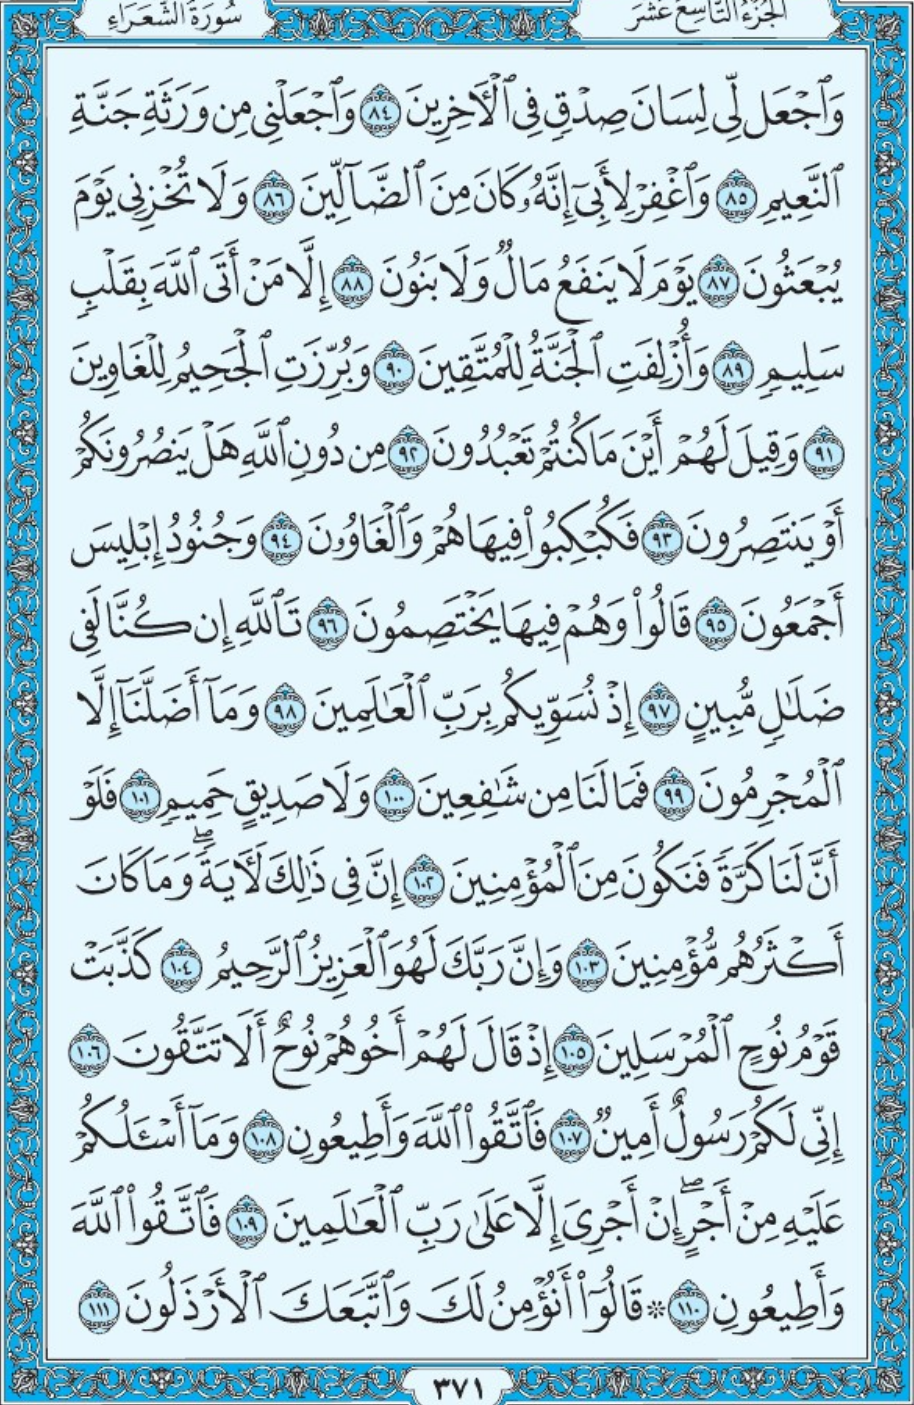 الجزء التاسع عشر
سورة الشعراء
وَٱجۡعَل لِّي لِسَانَ صِدۡقٖ فِي ٱلۡأٓخِرِينَ ٨٤ وَٱجۡعَلۡنِي مِن وَرَثَةِ جَنَّةِ
ٱلنَّعِيمِ ٨٥ وَٱغۡفِرۡ لِأَبِيٓ إِنَّهُۥ كَانَ مِنَ ٱلضَّآلِّينَ ٨٦ وَلَا تُخۡزِنِي يَوۡمَ
يُبۡعَثُونَ ٨٧ يَوۡمَ لَا يَنفَعُ مَالٞ وَلَا بَنُونَ ٨٨ إِلَّا مَنۡ أَتَى ٱللَّهَ بِقَلۡبٖ
سَلِيمٖ ٨٩ وَأُزۡلِفَتِ ٱلۡجَنَّةُ لِلۡمُتَّقِينَ ٩٠ وَبُرِّزَتِ ٱلۡجَحِيمُ لِلۡغَاوِينَ
٩١ وَقِيلَ لَهُمۡ أَيۡنَ مَا كُنتُمۡ تَعۡبُدُونَ ٩٢ مِن دُونِ ٱللَّهِ هَلۡ يَنصُرُونَكُمۡ
أَوۡ يَنتَصِرُونَ ٩٣ فَكُبۡكِبُواْ فِيهَا هُمۡ وَٱلۡغَاوُۥنَ ٩٤ وَجُنُودُ إِبۡلِيسَ
أَجۡمَعُونَ ٩٥ قَالُواْ وَهُمۡ فِيهَا يَخۡتَصِمُونَ ٩٦ تَٱللَّهِ إِن كُنَّا لَفِي
ضَلَٰلٖ مُّبِينٍ ٩٧ إِذۡ نُسَوِّيكُم بِرَبِّ ٱلۡعَٰلَمِينَ ٩٨ وَمَآ أَضَلَّنَآ إِلَّا
ٱلۡمُجۡرِمُونَ ٩٩ فَمَا لَنَا مِن شَٰفِعِينَ ١٠٠ وَلَا صَدِيقٍ حَمِيمٖ ١٠١ فَلَوۡ
أَنَّ لَنَا كَرَّةٗ فَنَكُونَ مِنَ ٱلۡمُؤۡمِنِينَ ١٠٢ إِنَّ فِي ذَٰلِكَ لَأٓيَةٗۖ وَمَا كَانَ
أَكۡثَرُهُم مُّؤۡمِنِينَ ١٠٣ وَإِنَّ رَبَّكَ لَهُوَ ٱلۡعَزِيزُ ٱلرَّحِيمُ ١٠٤ كَذَّبَتۡ
قَوۡمُ نُوحٍ ٱلۡمُرۡسَلِينَ ١٠٥ إِذۡ قَالَ لَهُمۡ أَخُوهُمۡ نُوحٌ أَلَا تَتَّقُونَ ١٠٦
إِنِّي لَكُمۡ رَسُولٌ أَمِينٞ ١٠٧ فَٱتَّقُواْ ٱللَّهَ وَأَطِيعُونِ ١٠٨ وَمَآ أَسۡـَٔلُكُمۡ
عَلَيۡهِ مِنۡ أَجۡرٍۖ إِنۡ أَجۡرِيَ إِلَّا عَلَىٰ رَبِّ ٱلۡعَٰلَمِينَ ١٠٩ فَٱتَّقُواْ ٱللَّهَ
وَأَطِيعُونِ ١١٠ ۞ قَالُوٓاْ أَنُؤۡمِنُ لَكَ وَٱتَّبَعَكَ ٱلۡأَرۡذَلُونَ ١١١
٣٧١